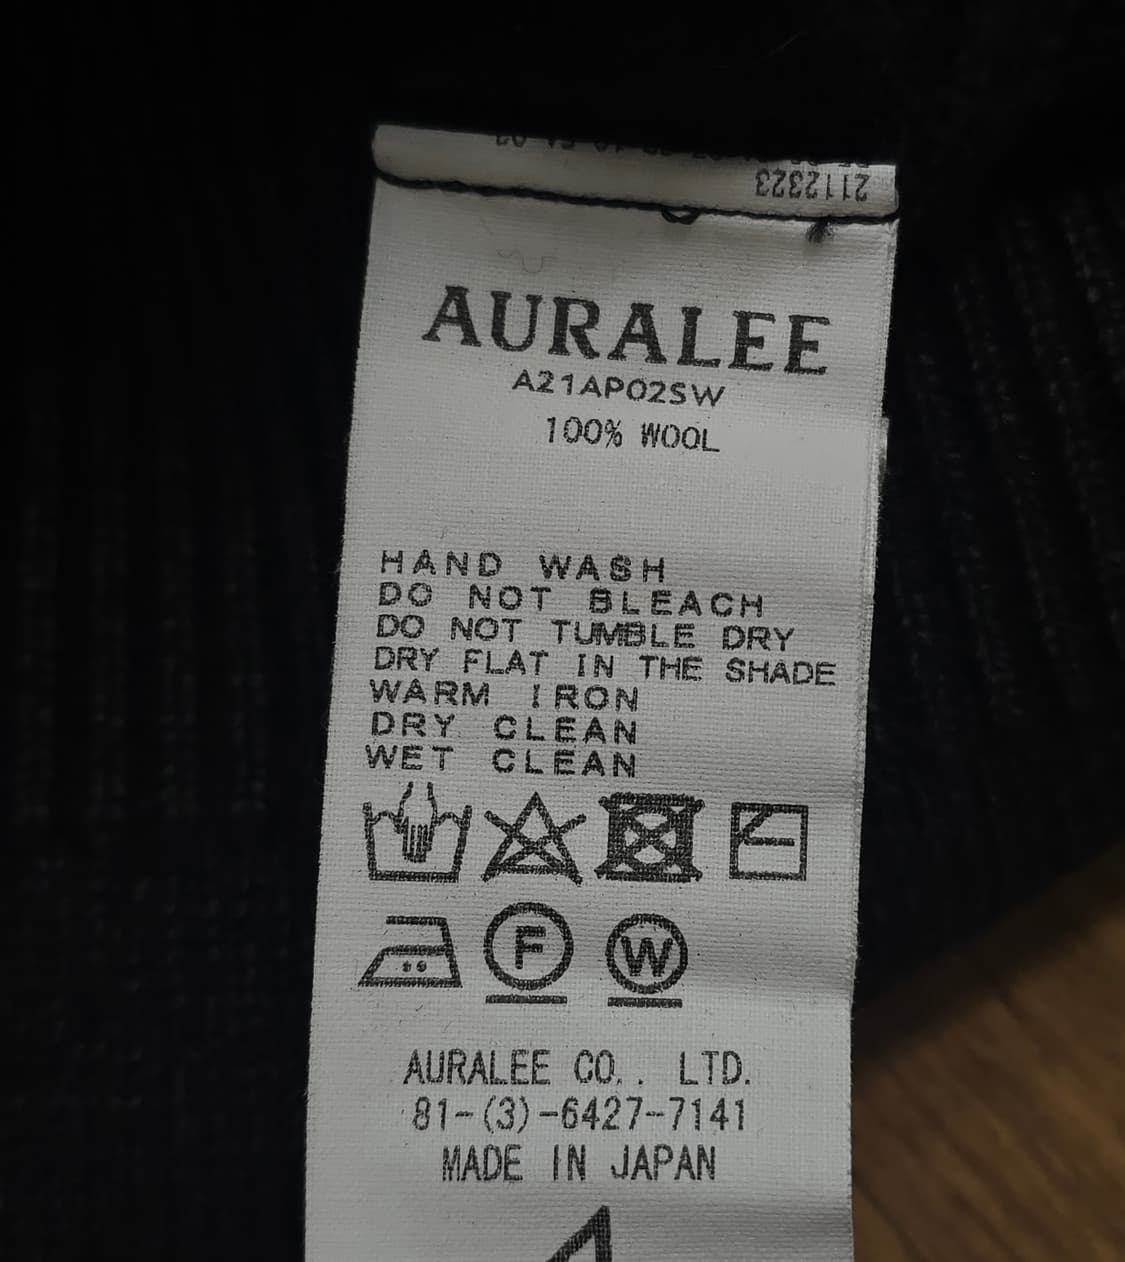 2112323
AURALEE
A21AP02SW
100% WOOL
HAND WASH
DO NOT BLEACH
DO NOT TUMBLE DRY
DRY FLAT IN THE SHADE
WARM IRON
DRY CLEAN
WET CLEAN
F W
AURALEE CO., LTD.
81-(3)-6427-7141
MADE IN JAPAN